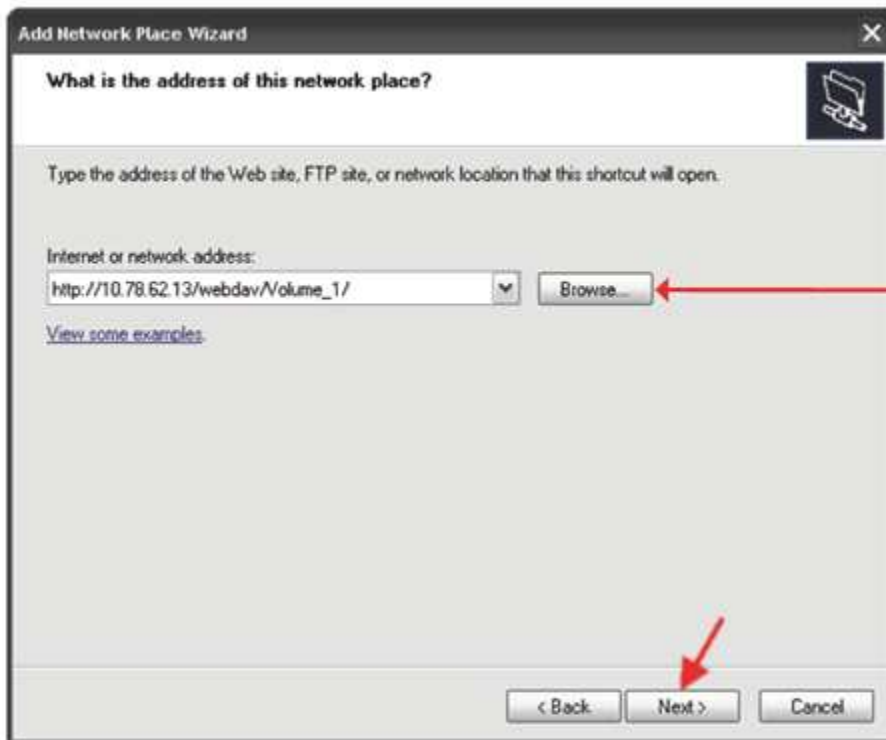 Add Network Place Wizard
What is the address of this network place?
Type the address of the Web site, FTP site, or network location that this shortcut will open.
Internet or network address:
http://10.78.62.13/webdav/Volume_1/
Browse...
View some examples.
< Back
Next >
Cancel